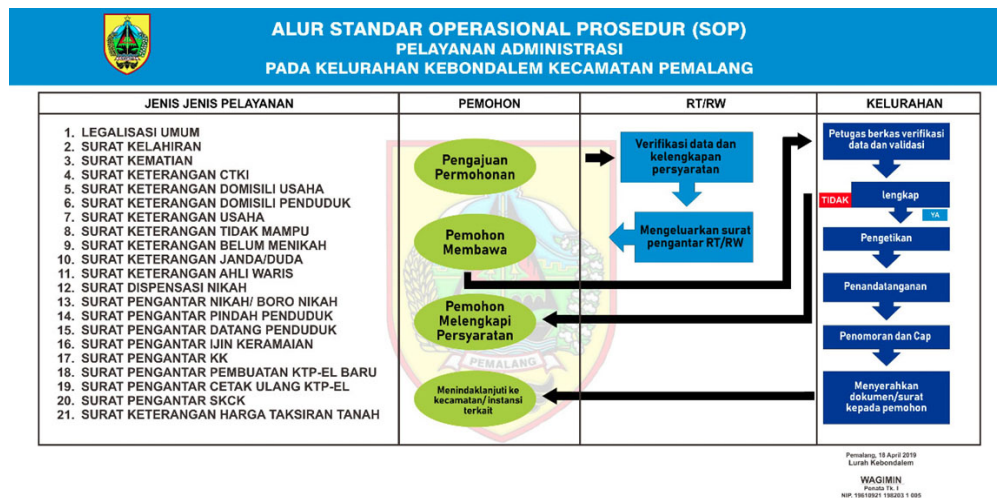 ALUR STANDAR OPERASIONAL PROSEDUR (SOP)
PELAYANAN ADMINISTRASI
PADA KELURAHAN KEBONDALEM KECAMATAN PEMALANG
JENIS JENIS PELAYANAN
1. LEGALISASI UMUM
2. SURAT KELAHIRAN
3. SURAT KEMATIAN
4. SURAT KETERANGAN CTKI
5. SURAT KETERANGAN DOMISILI USAHA
6. SURAT KETERANGAN DOMISILI PENDUDUK
7. SURAT KETERANGAN USAHA
8. SURAT KETERANGAN TIDAK MAMPU
9. SURAT KETERANGAN BELUM MENIKAH
10. SURAT KETERANGAN JANDA/DUDA
11. SURAT KETERANGAN AHLI WARIS
12. SURAT DISPENSASI NIKAH
13. SURAT PENGANTAR NIKAH/ BORO NIKAH
14. SURAT PENGANTAR PINDAH PENDUDUK
15. SURAT PENGANTAR DATANG PENDUDUK
16. SURAT PENGANTAR IJIN KERAMAIAN
17. SURAT PENGANTAR KK
18. SURAT PENGANTAR PEMBUATAN KTP-EL BARU
19. SURAT PENGANTAR CETAK ULANG KTP-EL
20. SURAT PENGANTAR SKCK
21. SURAT KETERANGAN HARGA TAKSIRAN TANAH
PEMOHON
Pengajuan
Permohonan
Pemohon
Membawa
Pemohon
Melengkapi
Persyaratan
PEMALANG
Menindaklanjuti ke
kecamatan/ instansi
terkait
RT/RW
Verifikasi data dan
kelengkapan
persyaratan
Mengeluarkan surat
pengantar RT/RW
KELURAHAN
Petugas berkas verifikasi
data dan validasi
TIDAK
lengkap
YA
Pengetikan
Penandatanganan
Penomoran dan Cap
Menyerahkan
dokumen/surat
kepada pemohon
Pemalang, 18 April 2019
Lurah Kebondalem
WAGIMIN
Penata Tk. I
NIP. 19610921 198203 1 005